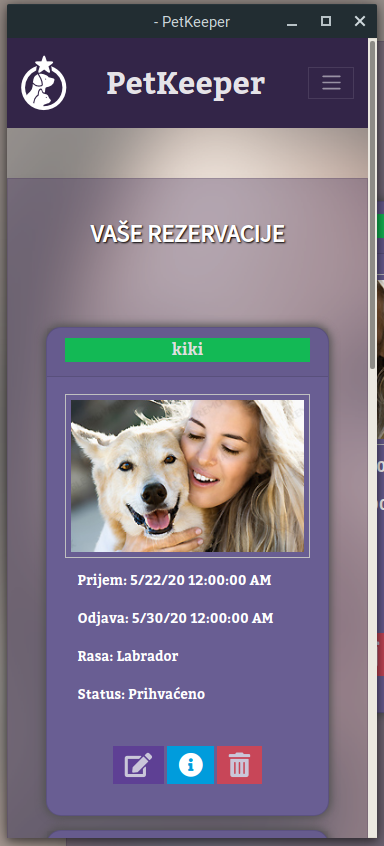 - PetKeeper
PetKeeper
VAŠE REZERVACIJE
kiki
Prijem: 5/22/20 12:00:00 AM
Odjava: 5/30/20 12:00:00 AM
Rasa: Labrador
Status: Prihvaćeno